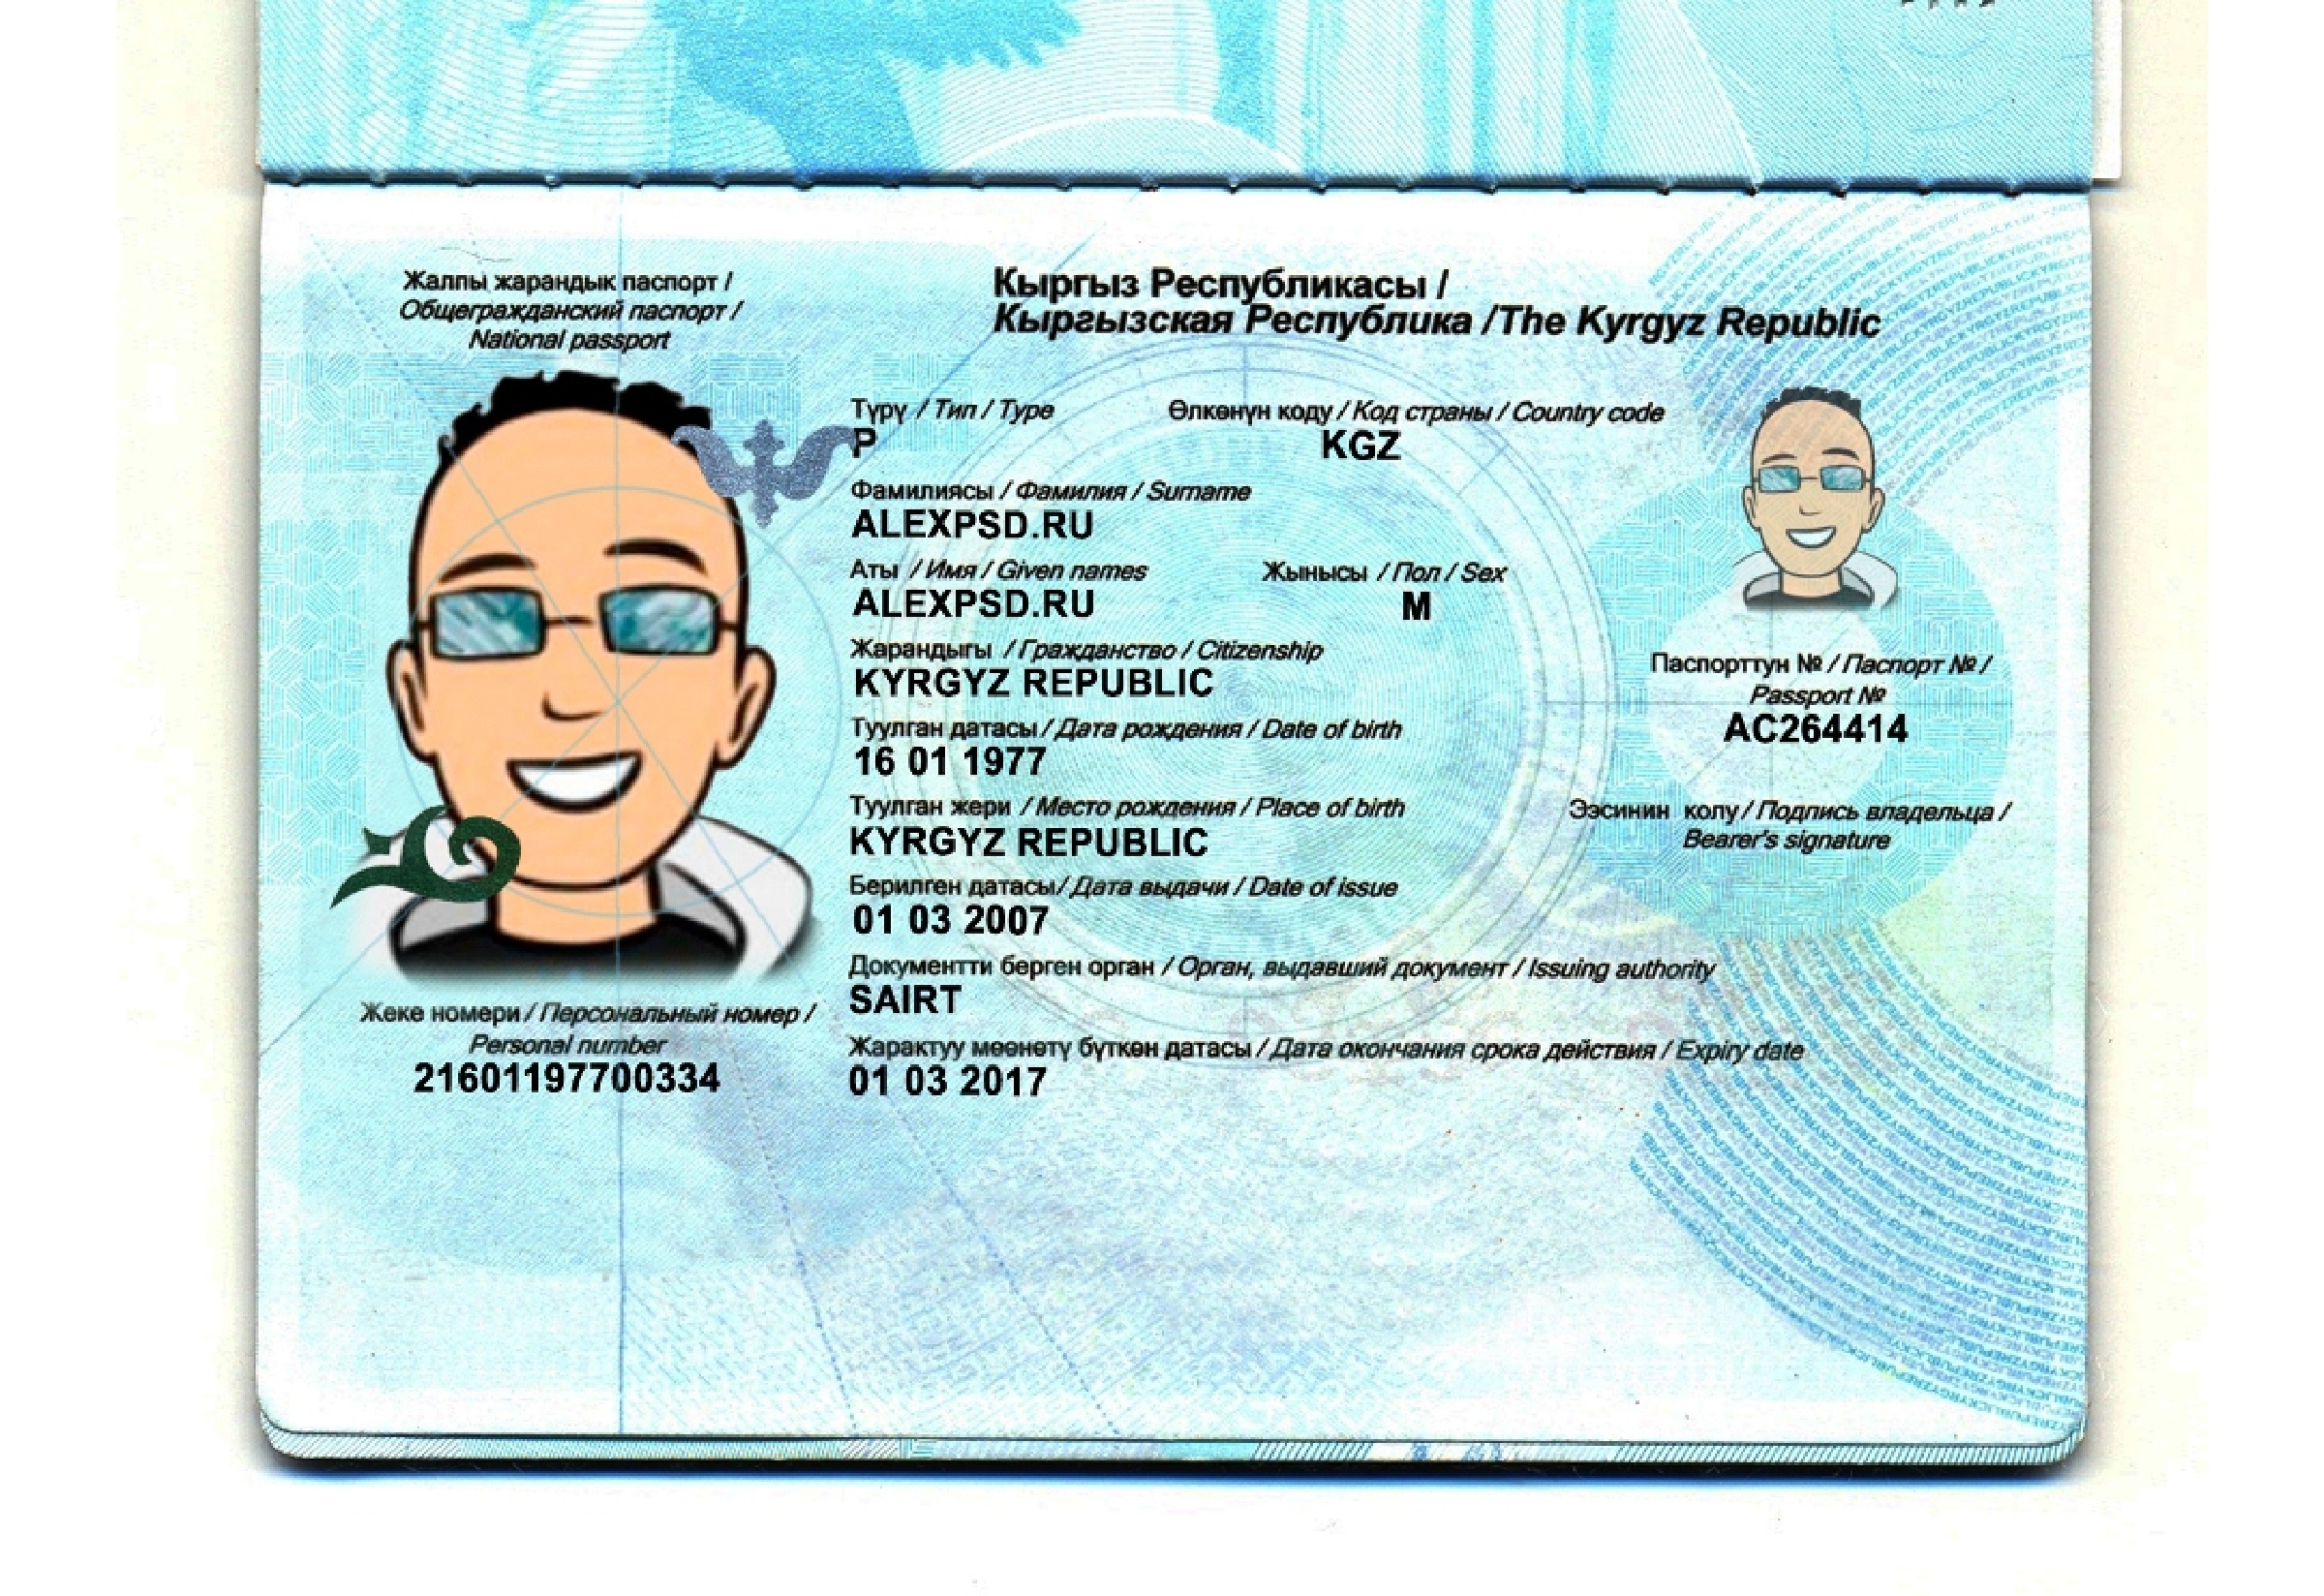 Жалпы жарандык паспорт /
Общегражданский паспорт /
National passport
Кыргыз Республикасы /
Кыргызская Республика /The Kyrgyz Republic
Түрү / Тип / Type
P
Өлкөнүн коду / Код страны / Country code
KGZ
Фамилиясы / Фамилия / Surname
ALEXPSD.RU
Аты / Имя / Given names
ALEXPSD.RU
Жынысы / Пол / Sex
M
Жарандыгы / Гражданство / Citizenship
KYRGYZ REPUBLIC
Туулган датасы / Дата рождения / Date of birth
16 01 1977
Туулган жери / Место рождения / Place of birth
KYRGYZ REPUBLIC
Берилген датасы/ Дата выдачи / Date of issue
01 03 2007
Документти берген орган / Орган, выдавший документ / Issuing authority
SAIRT
Жарактуу мөөнөтү бүткөн датасы / Дата окончания срока действия / Expiry date
01 03 2017
Паспорттун № / Паспорт № /
Passport №
AC264414
Ээсинин колу / Подпись владельца /
Bearer's signature
Жеке номери / Персональный номер /
Personal number
21601197700334